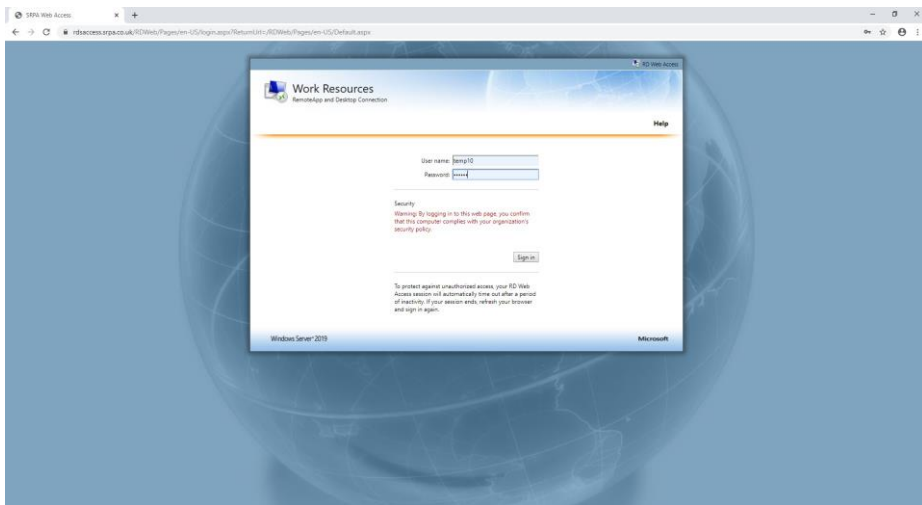 SRPA Web Access
rdsaccess.srpa.co.uk/RDWeb/Pages/en-US/login.aspx?ReturnUrl=/RDWeb/Pages/en-US/Default.aspx
RD Web Access
Work Resources
RemoteApp and Desktop Connection
Help
User name: temp10
Password: ••••••
Security
Warning: By logging in to this web page, you confirm
that this computer complies with your organization's
security policy.
Sign in
To protect against unauthorized access, your RD Web
Access session will automatically time out after a period
of inactivity. If your session ends, refresh your browser
and sign in again.
Windows Server 2019
Microsoft